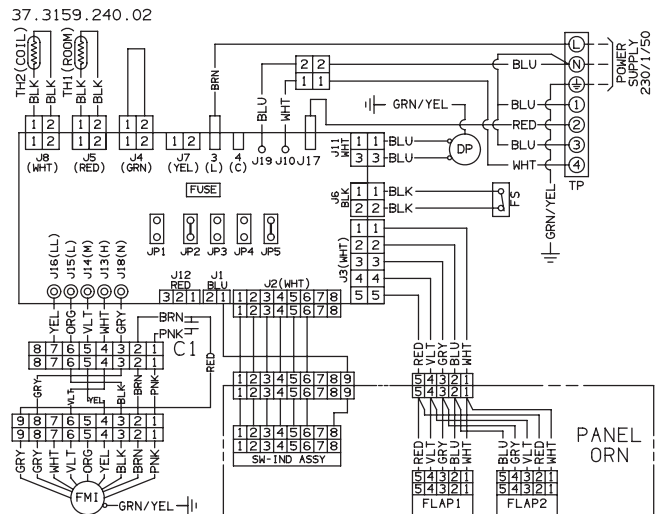 37.3159.240.02
TH2(COIL)
BLK
BLK
TH1(ROOM)
BLK
BLK
BRN
BLU
WHT
2 2
1 1
L
N
POWER
SUPPLY
230/1/50
BLU
GRN/YEL
BLU
1
RED
2
BLU
3
WHT
4
TP
GRN/YEL
1 2
J8
(WHT)
1 2
J5
(RED)
1 2
J4
(GRN)
1 2
J7
(YEL)
3
(L)
4
(C)
J19
J10
J17
J11
WHT
1 1
3 3
BLU
BLU
DP
FUSE
J6
BLK
1 1
2 2
BLK
BLK
FS
JP1
JP2
JP3
JP4
JP5
J3(WHT)
1 1
2 2
3 3
4 4
5 5
J16(LL)
J15(L)
J14(M)
J13(H)
J18(N)
J12
RED
3 2 1
J1
BLU
2 1
J2(WHT)
1 2 3 4 5 6 7 8
1 2 3 4 5 6 7 8
YEL
ORG
VLT
WHT
GRY
BRN
PNK
C1
RED
8 7 6 5 4 3 2 1
8 7 6 5 4 3 2 1
GRY
VLT
YEL
BLK
BRN
PNK
9 8 7 6 5 4 3 2 1
9 8 7 6 5 4 3 2 1
GRY
GRY
WHT
VLT
ORG
YEL
BLK
BRN
PNK
FMI
GRN/YEL
1 2 3 4 5 6 7 8 9
1 2 3 4 5 6 7 8 9
1 2 3 4 5 6 7 8
1 2 3 4 5 6 7 8
SW-IND ASSY
RED
VLT
GRY
BLU
WHT
5 4 3 2 1
5 4 3 2 1
RED
VLT
GRY
BLU
WHT
5 4 3 2 1
5 4 3 2 1
FLAP1
BLU
GRY
VLT
RED
WHT
5 4 3 2 1
5 4 3 2 1
FLAP2
PANEL
ORN